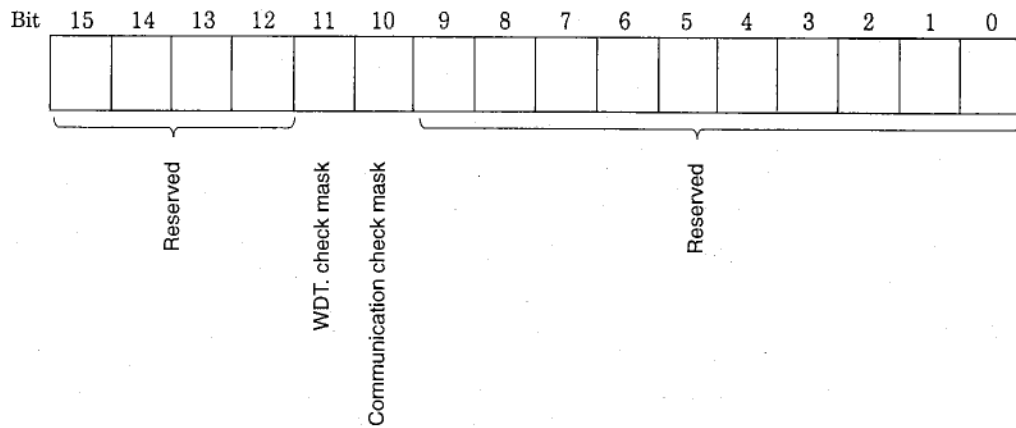 Bit 15 14 13 12 11 10 9 8 7 6 5 4 3 2 1 0
Reserved
WDT. check mask
Communication check mask
Reserved